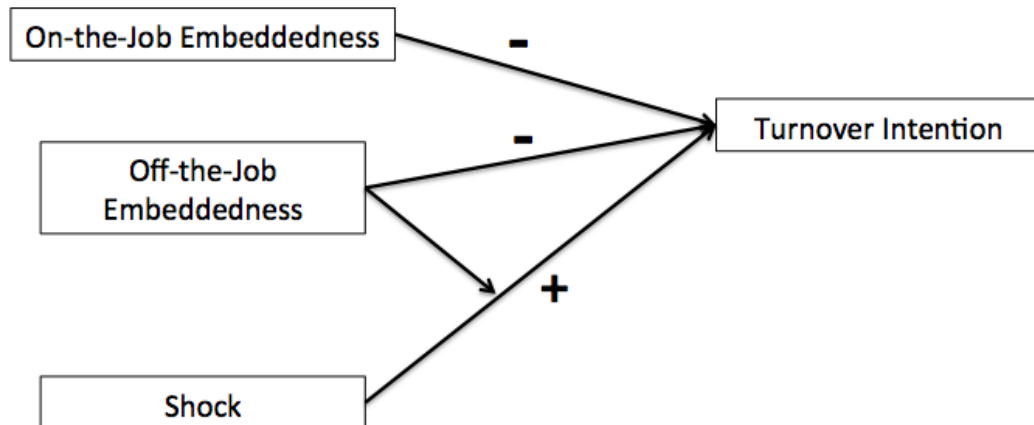 On-the-Job Embeddedness
-
Turnover Intention
-
Off-the-Job
Embeddedness
+
Shock